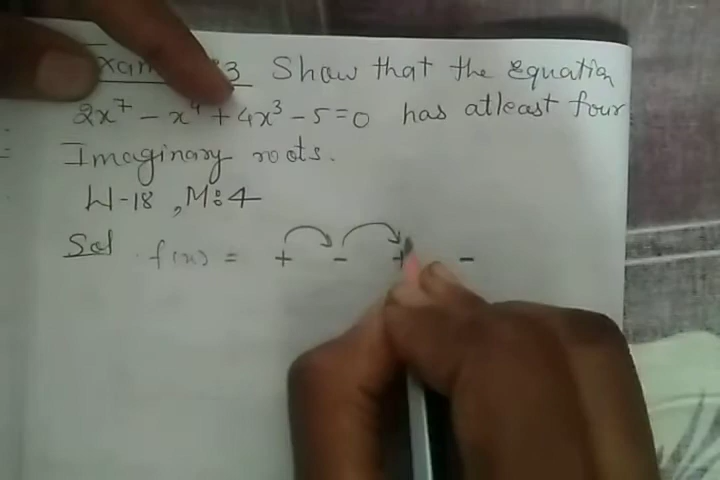 3 Show that the Equation
2x⁷ - x⁴ + 4x³ - 5 = 0 has atleast four
Imaginary roots.
W-18, M:4
Sol f(x) = + - + -